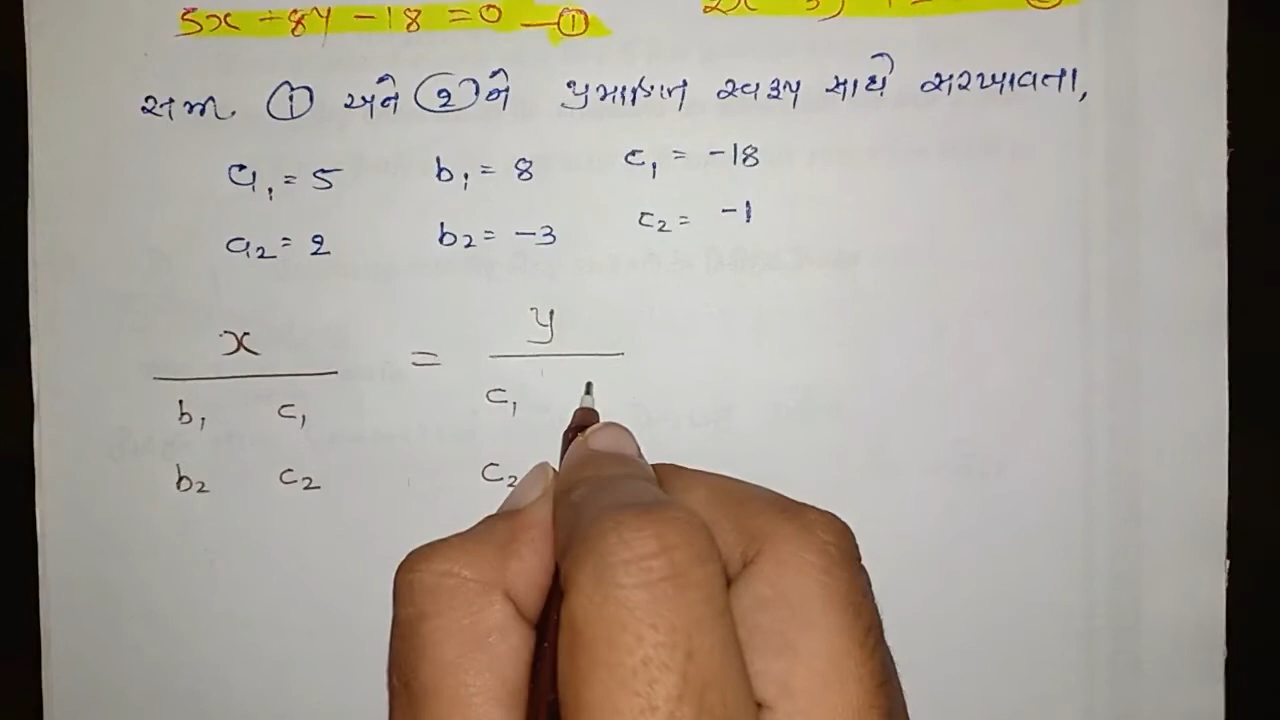 5x + 8y - 18 = 0 —①
સમી. ① અને ②ને પ્રમાણિત સ્વરૂપ સાથે સરખાવતા,
a₁ = 5 b₁ = 8 c₁ = -18
a₂ = 2 b₂ = -3 c₂ = -1
x = y
b₁ c₁ c₁
b₂ c₂ c₂